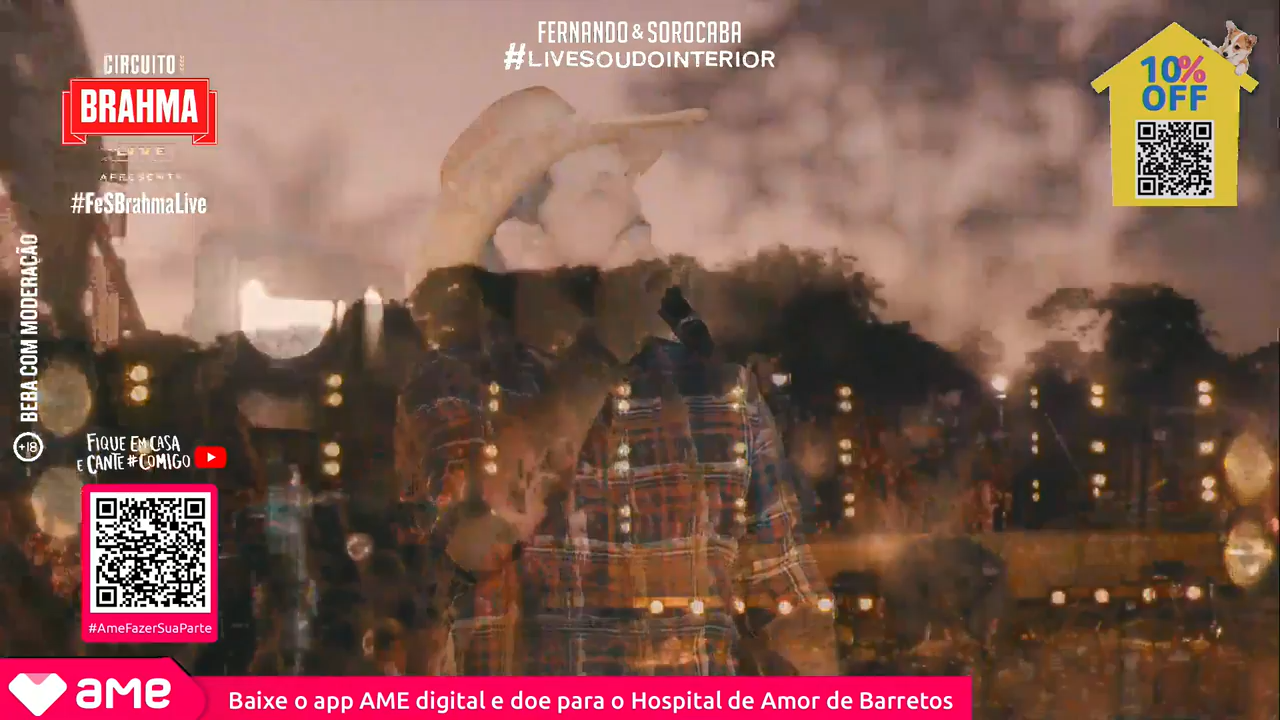 FERNANDO & SOROCABA
#LIVESOUDOINTERIOR
CIRCUITO
BRAHMA
LIVE
APRESENTA
#FeSBrahmaLive
10%
OFF
BEBA COM MODERAÇÃO
+18
FIQUE EM CASA
E CANTE #COMIGO
#AmeFazerSuaParte
AME
Baixe o app AME digital e doe para o Hospital de Amor de Barretos